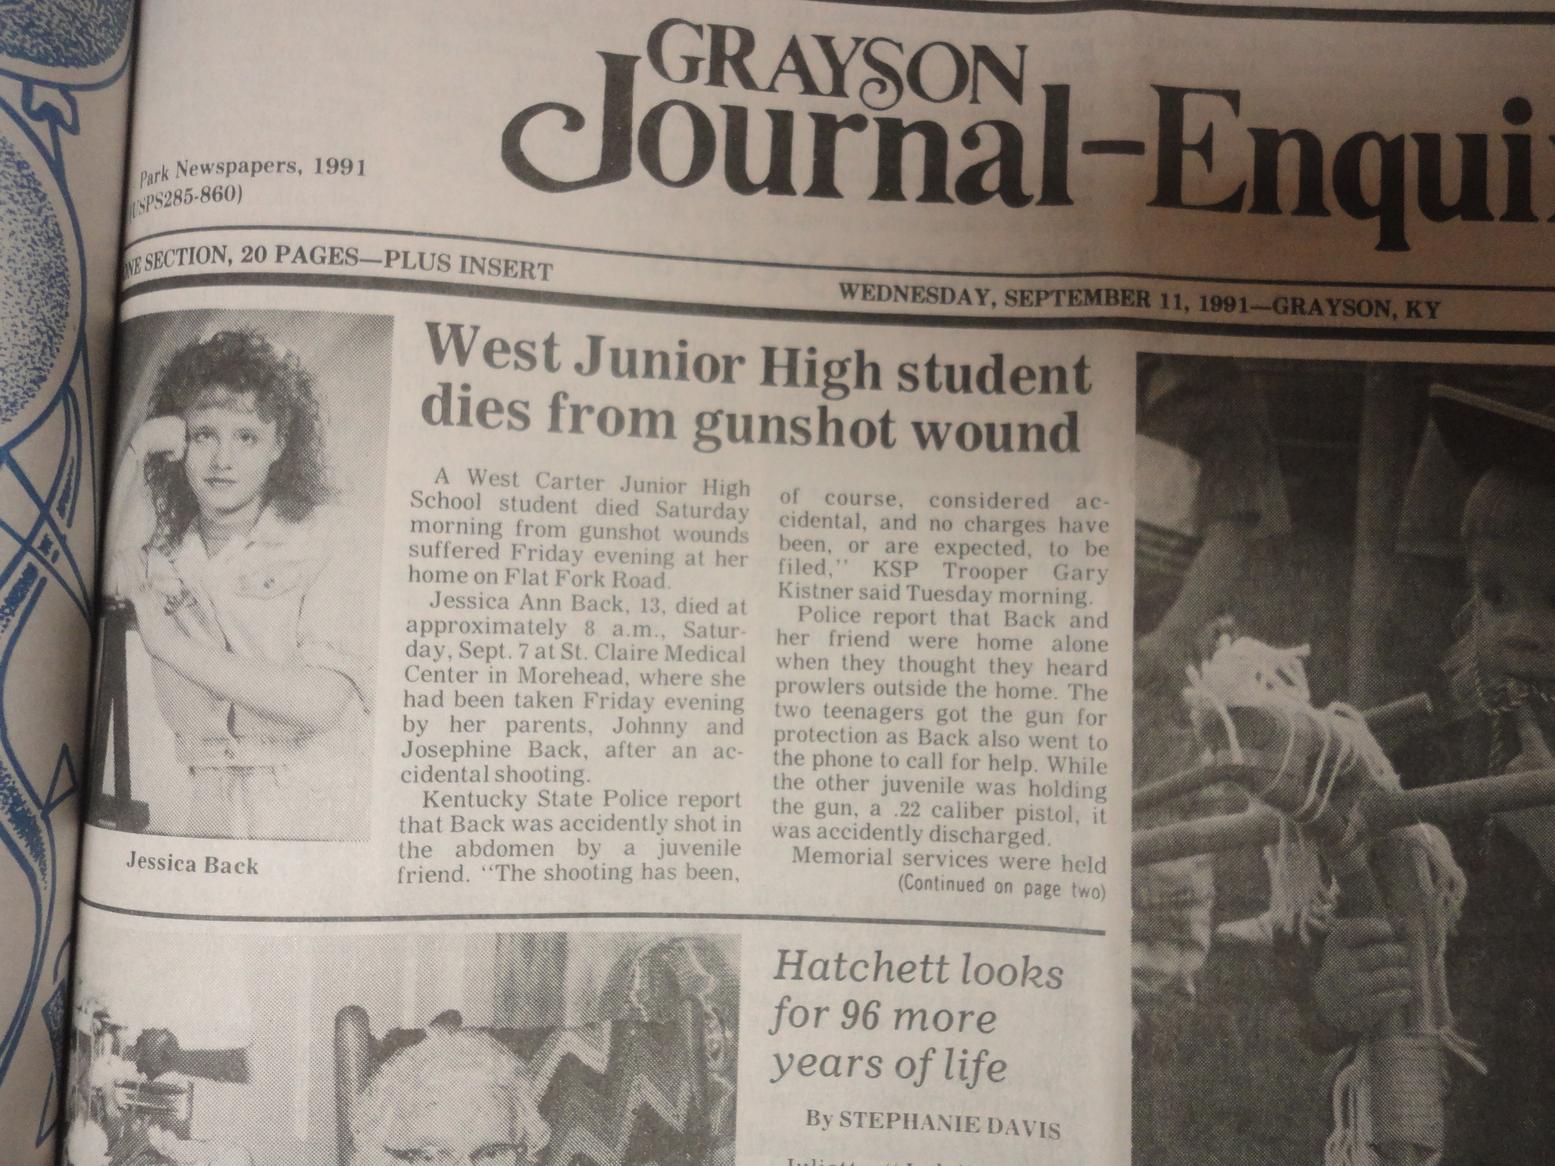 GRAYSON
Journal-Enqui
Park Newspapers, 1991
USPS285-860)
NE SECTION, 20 PAGES—PLUS INSERT
WEDNESDAY, SEPTEMBER 11, 1991—GRAYSON, KY
West Junior High student
dies from gunshot wound
A West Carter Junior High
School student died Saturday
morning from gunshot wounds
suffered Friday evening at her
home on Flat Fork Road.
Jessica Ann Back, 13, died at
approximately 8 a.m., Satur-
day, Sept. 7 at St. Claire Medical
Center in Morehead, where she
had been taken Friday evening
by her parents, Johnny and
Josephine Back, after an ac-
cidental shooting.
Kentucky State Police report
that Back was accidently shot in
the abdomen by a juvenile
friend. “The shooting has been,
of course, considered ac-
cidental, and no charges have
been, or are expected, to be
filed,” KSP Trooper Gary
Kistner said Tuesday morning.
Police report that Back and
her friend were home alone
when they thought they heard
prowlers outside the home. The
two teenagers got the gun for
protection as Back also went to
the phone to call for help. While
the other juvenile was holding
the gun, a .22 caliber pistol, it
was accidently discharged.
Memorial services were held
(Continued on page two)
Jessica Back
Hatchett looks
for 96 more
years of life
By STEPHANIE DAVIS